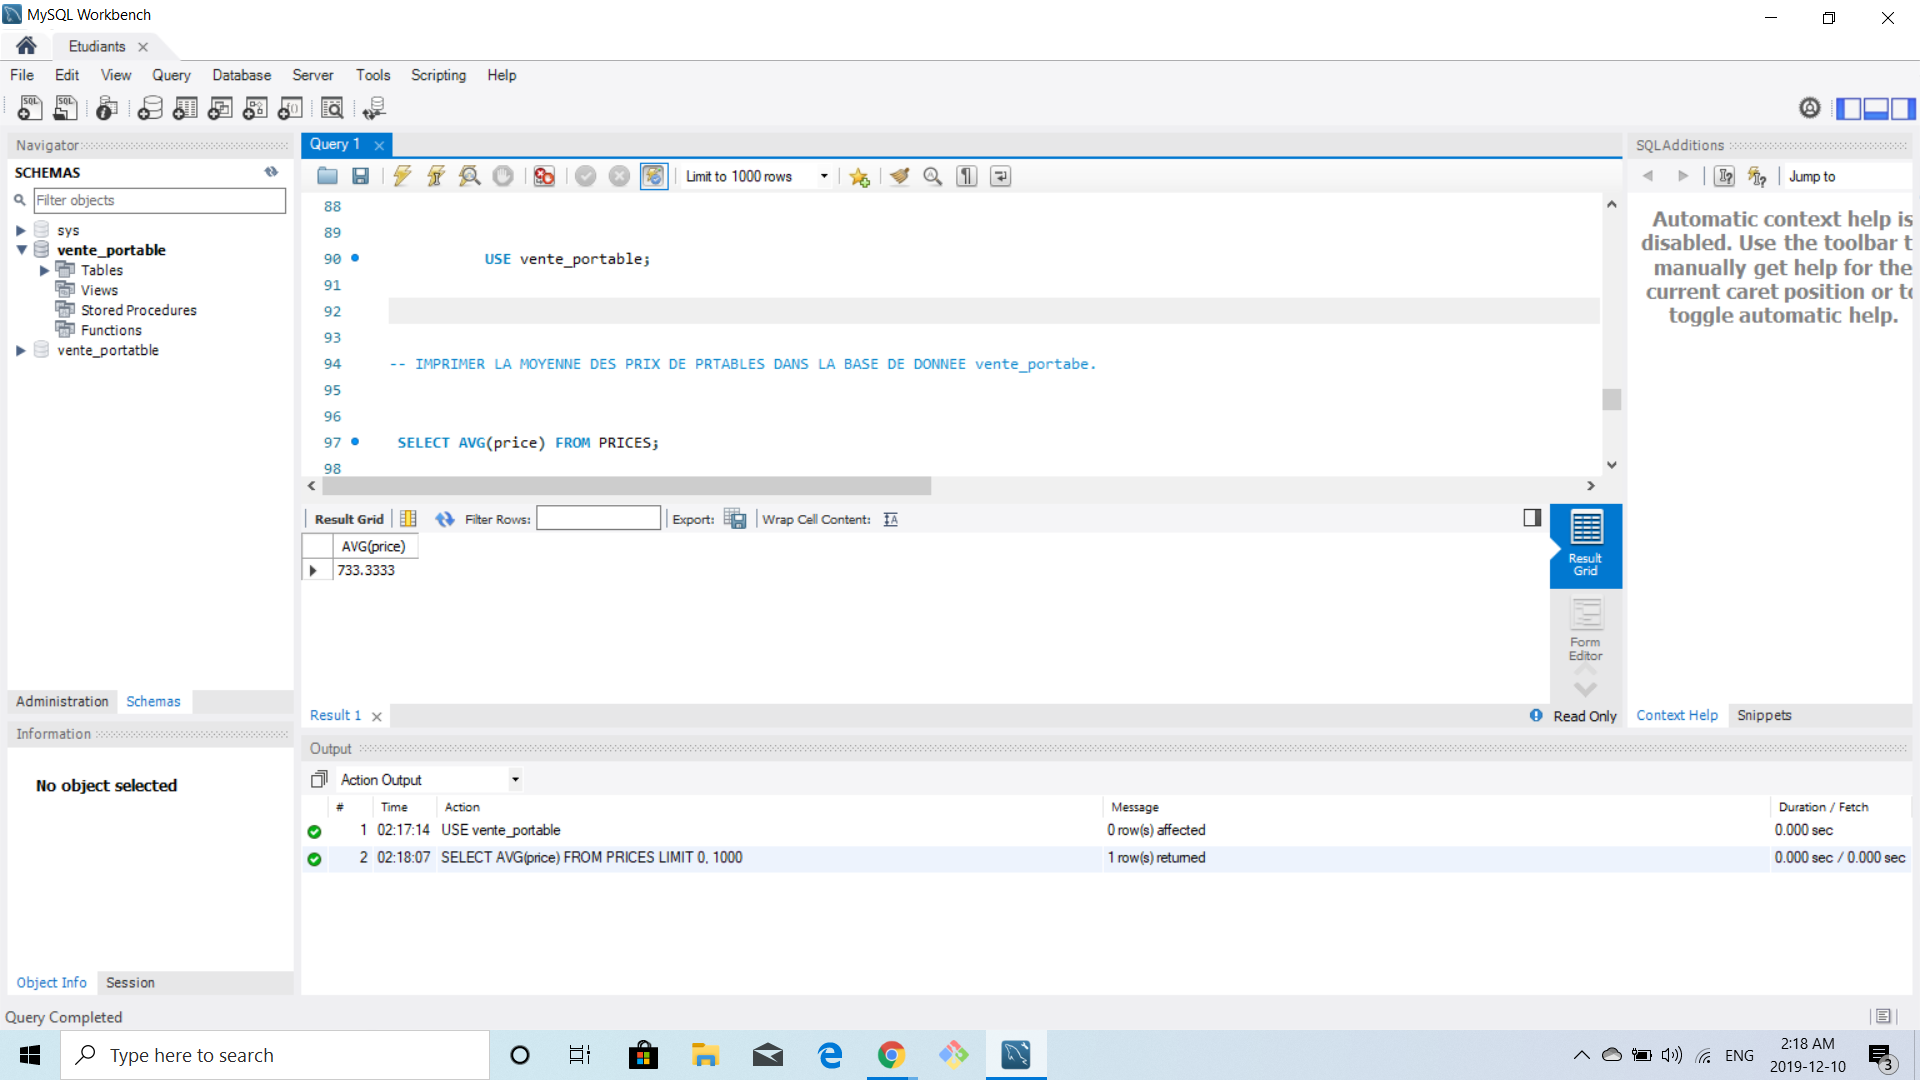 MySQL Workbench
Etudiants
File Edit View Query Database Server Tools Scripting Help
Navigator
SCHEMAS
Filter objects
sys
vente_portable
Tables
Views
Stored Procedures
Functions
vente_portatble
Administration Schemas
Information
No object selected
Object Info Session
Query 1
Limit to 1000 rows
88
89
90 USE vente_portable;
91
92
93
94 -- IMPRIMER LA MOYENNE DES PRIX DE PRTABLES DANS LA BASE DE DONNEE vente_portabe.
95
96
97 SELECT AVG(price) FROM PRICES;
98
Result Grid Filter Rows: Export: Wrap Cell Content:
AVG(price)
733.3333
Result Grid
Form Editor
Result 1 Read Only
SQLAdditions
Jump to
Automatic context help is
disabled. Use the toolbar t
manually get help for the
current caret position or to
toggle automatic help.
Context Help Snippets
Output
Action Output
# Time Action Message Duration / Fetch
1 02:17:14 USE vente_portable 0 row(s) affected 0.000 sec
2 02:18:07 SELECT AVG(price) FROM PRICES LIMIT 0, 1000 1 row(s) returned 0.000 sec / 0.000 sec
Query Completed
Type here to search
ENG
2:18 AM
2019-12-10
3